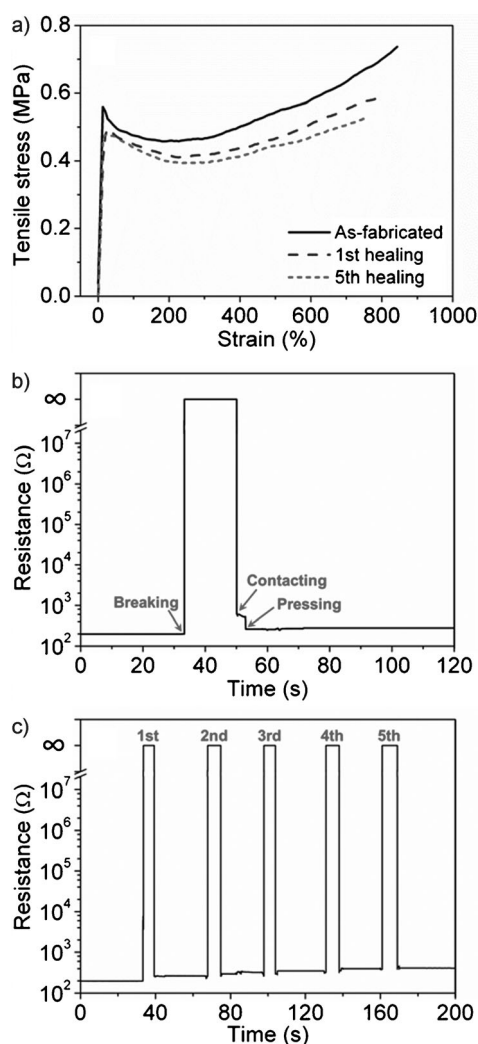 a)
0.8
0.6
0.4
0.2
0.0
Tensile stress (MPa)
As-fabricated
1st healing
5th healing
0 200 400 600 800 1000
Strain (%)
b)
∞
10⁷
10⁶
10⁵
10⁴
10³
10²
Resistance (Ω)
Breaking
Contacting
Pressing
0 20 40 60 80 100 120
Time (s)
c)
1st 2nd 3rd 4th 5th
∞
10⁷
10⁶
10⁵
10⁴
10³
10²
Resistance (Ω)
0 40 80 120 160 200
Time (s)